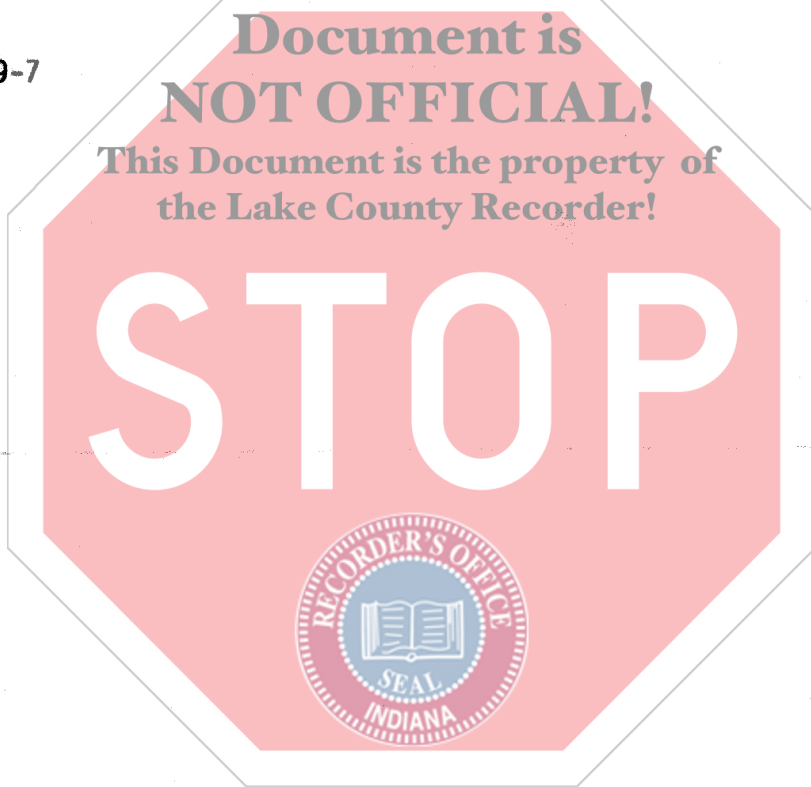 Document is
9-7
NOT OFFICIAL!
This Document is the property of
the Lake County Recorder!
STOP
RECORDER'S OFFICE
SEAL
INDIANA